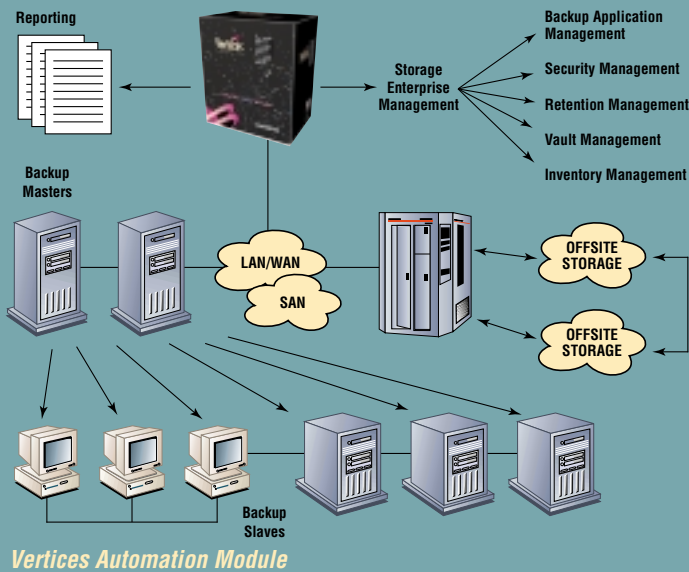 Reporting
Storage
Enterprise
Management
Backup Application
Management
Security Management
Retention Management
Vault Management
Inventory Management
Backup
Masters
LAN/WAN
SAN
OFFSITE
STORAGE
OFFSITE
STORAGE
Backup
Slaves
Vertices Automation Module